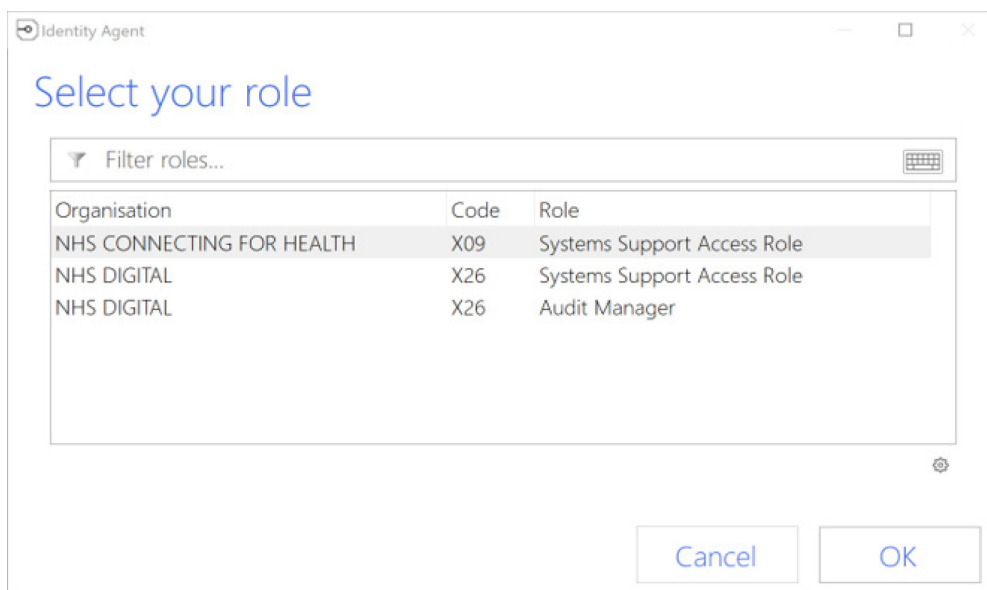 Identity Agent
Select your role
Filter roles...
Organisation Code Role
NHS CONNECTING FOR HEALTH X09 Systems Support Access Role
NHS DIGITAL X26 Systems Support Access Role
NHS DIGITAL X26 Audit Manager
Cancel OK